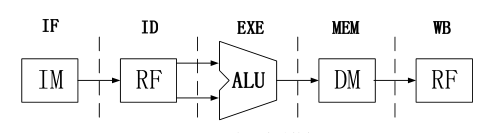 IF ID EXE MEM WB
IM RF ALU DM RF